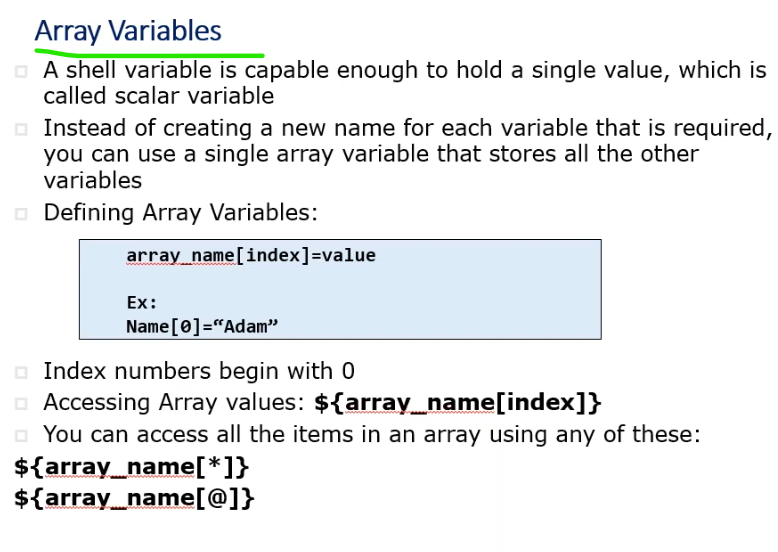 Array Variables
A shell variable is capable enough to hold a single value, which is
called scalar variable
Instead of creating a new name for each variable that is required,
you can use a single array variable that stores all the other
variables
Defining Array Variables:
array_name[index]=value
Ex:
Name[0]=“Adam”
Index numbers begin with 0
Accessing Array values: ${array_name[index]}
You can access all the items in an array using any of these:
${array_name[*]}
${array_name[@]}